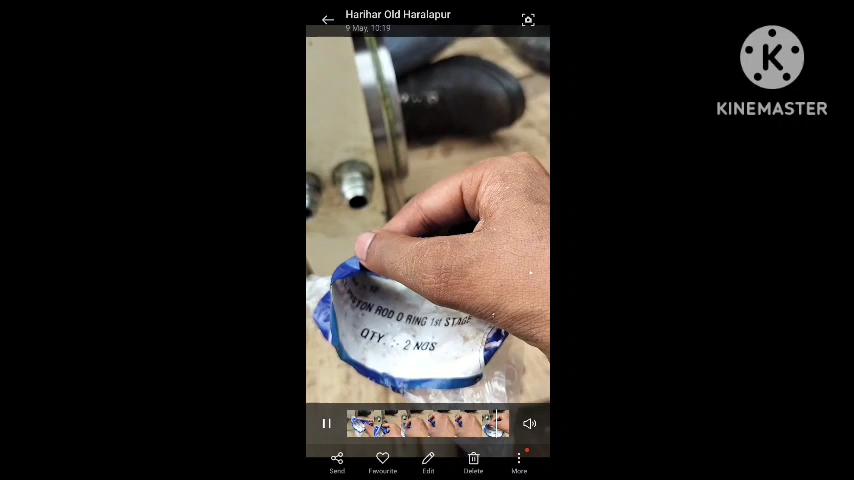 Harihar Old Haralapur
9 May, 10:19
K
KINEMASTER
PISTON ROD O RING 1st STAGE
QTY. :- 2 NOS
Send
Favourite
Edit
Delete
More